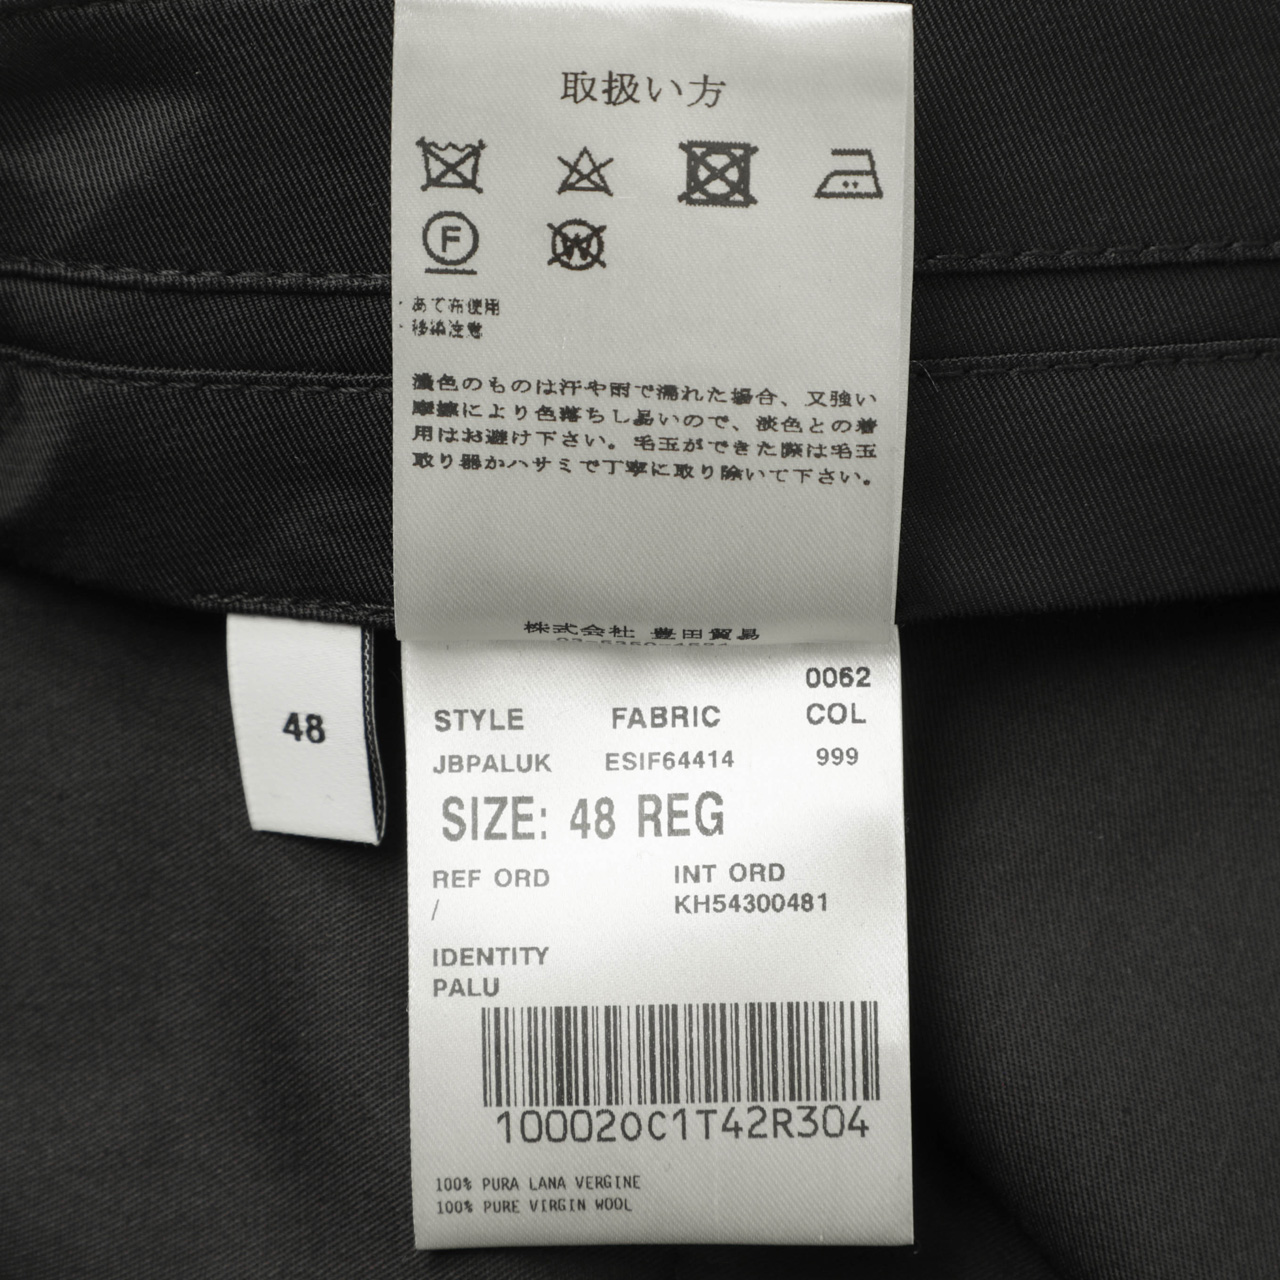 取扱い方
F
W
・あて布使用
・移染注意
濃色のものは汗や雨で濡れた場合、又強い
摩擦により色落ちし易いので、淡色との着
用はお避け下さい。毛玉ができた際は毛玉
取り器かハサミで丁寧に取り除いて下さい。
株式会社 豊田貿易
48
0062
STYLE FABRIC COL
JBPALUK ESIF64414 999
SIZE: 48 REG
REF ORD INT ORD
/ KH54300481
IDENTITY
PALU
100020C1T42R304
100% PURA LANA VERGINE
100% PURE VIRGIN WOOL